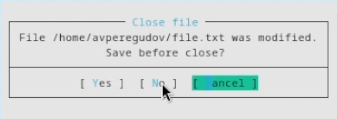 Close file
File /home/avperegudov/file.txt was modified.
Save before close?
[ Yes ] [ No ] [ Cancel ]